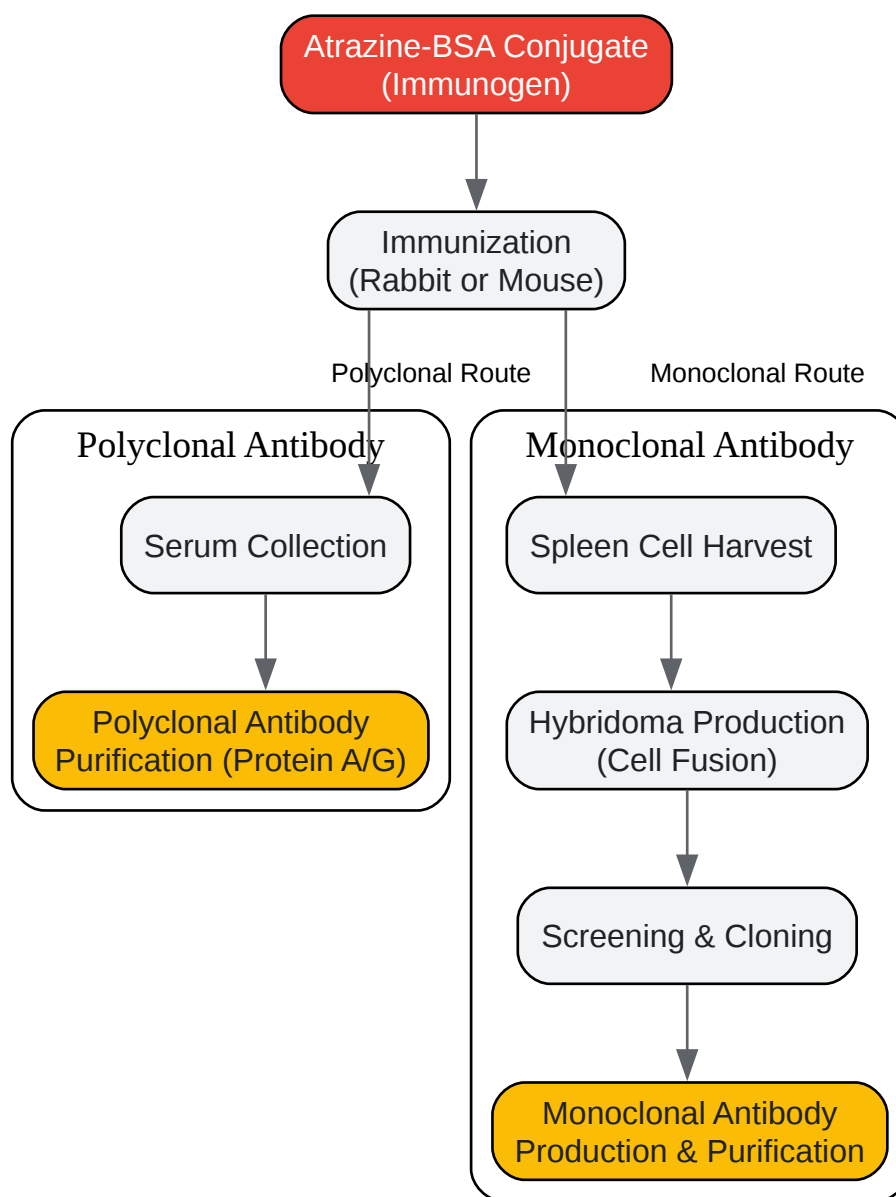 Atrazine-BSA Conjugate
(Immunogen)
Immunization
(Rabbit or Mouse)
Polyclonal Route
Monoclonal Route
Polyclonal Antibody
Serum Collection
Polyclonal Antibody
Purification (Protein A/G)
Monoclonal Antibody
Spleen Cell Harvest
Hybridoma Production
(Cell Fusion)
Screening & Cloning
Monoclonal Antibody
Production & Purification